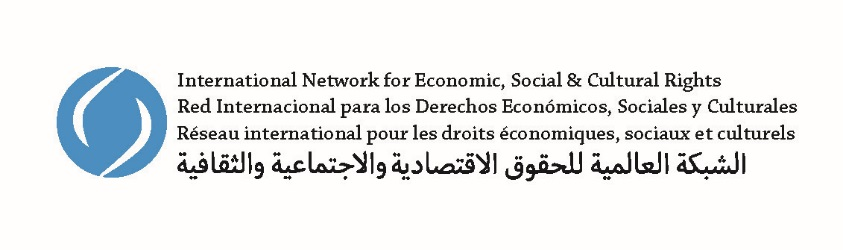 International Network for Economic, Social & Cultural Rights
Red Internacional para los Derechos Económicos, Sociales y Culturales
Réseau international pour les droits économiques, sociaux et culturels
الشبكة العالمية للحقوق الاقتصادية والاجتماعية والثقافية